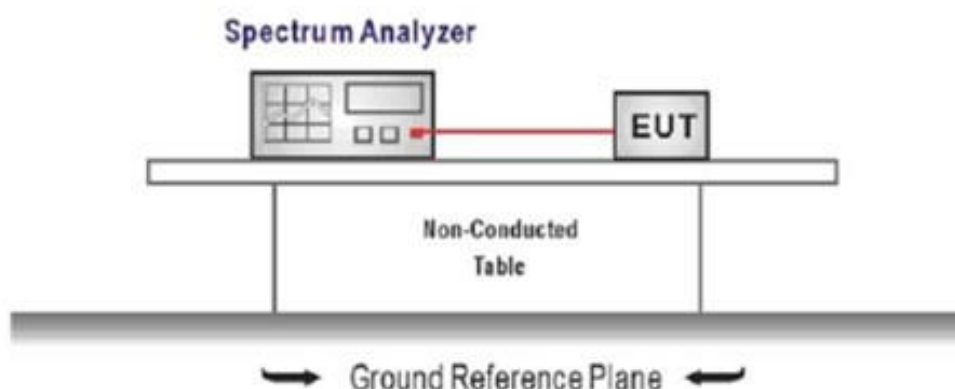 Spectrum Analyzer
EUT
Non-Conducted
Table
Ground Reference Plane